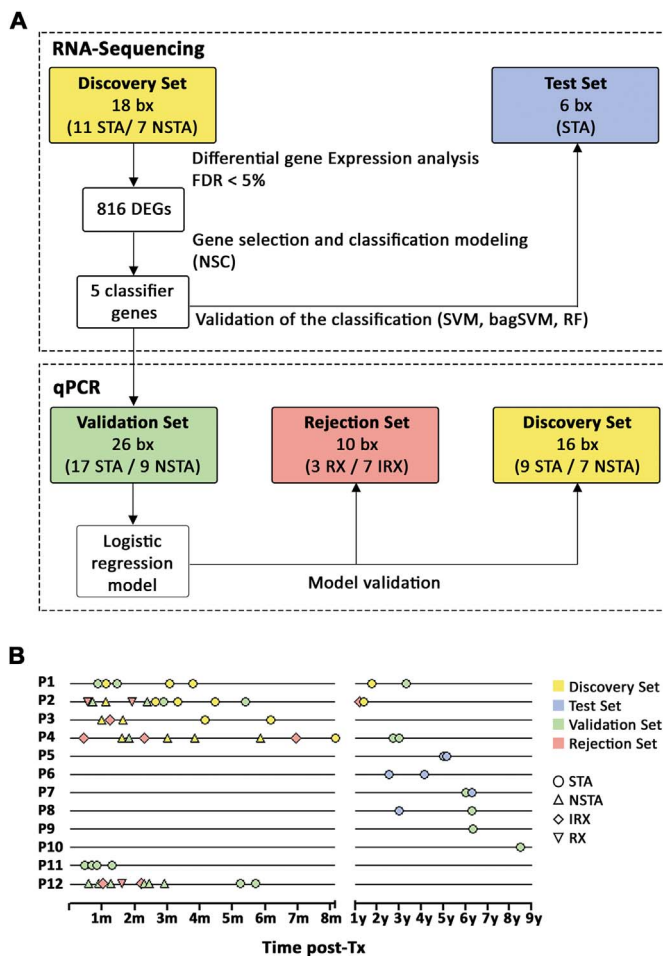 A
RNA-Sequencing
Discovery Set
18 bx
(11 STA/ 7 NSTA)
Test Set
6 bx
(STA)
Differential gene Expression analysis
FDR < 5%
816 DEGs
Gene selection and classification modeling
(NSC)
5 classifier
genes
Validation of the classification (SVM, bagSVM, RF)
qPCR
Validation Set
26 bx
(17 STA / 9 NSTA)
Rejection Set
10 bx
(3 RX / 7 IRX)
Discovery Set
16 bx
(9 STA / 7 NSTA)
Logistic
regression
model
Model validation
B
P1
P2
P3
P4
P5
P6
P7
P8
P9
P10
P11
P12
Discovery Set
Test Set
Validation Set
Rejection Set
STA
NSTA
IRX
RX
1m 2m 3m 4m 5m 6m 7m 8m 1y 2y 3y 4y 5y 6y 7y 8y 9y
Time post-Tx